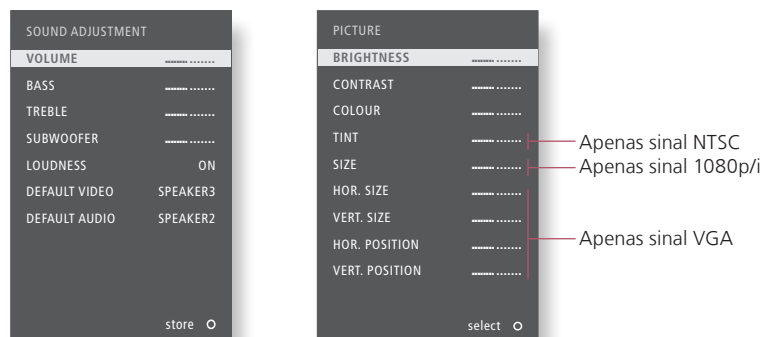 SOUND ADJUSTMENT
VOLUME
BASS
TREBLE
SUBWOOFER
LOUDNESS ON
DEFAULT VIDEO SPEAKER3
DEFAULT AUDIO SPEAKER2
store
PICTURE
BRIGHTNESS
CONTRAST
COLOUR
TINT
SIZE
HOR. SIZE
VERT. SIZE
HOR. POSITION
VERT. POSITION
select
Apenas sinal NTSC
Apenas sinal 1080p/i
Apenas sinal VGA